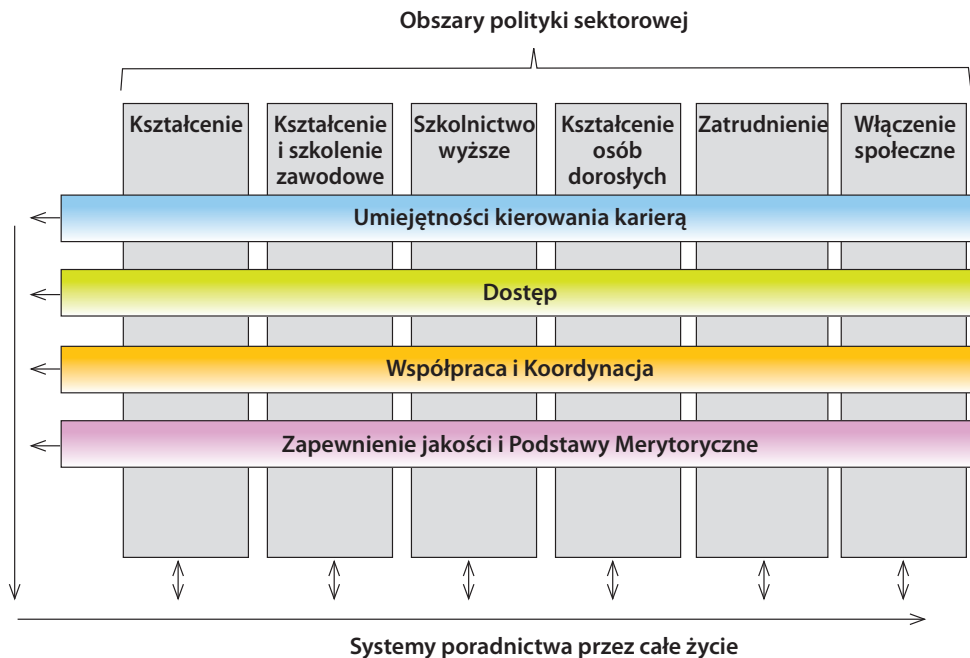 Obszary polityki sektorowej
Kształcenie
Kształcenie
i szkolenie
zawodowe
Szkolnictwo
wyższe
Kształcenie
osób
dorosłych
Zatrudnienie
Włączenie
społeczne
Umiejętności kierowania karierą
Dostęp
Współpraca i Koordynacja
Zapewnienie jakości i Podstawy Merytoryczne
Systemy poradnictwa przez całe życie